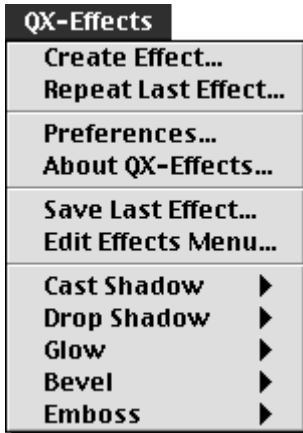 QX-Effects
Create Effect...
Repeat Last Effect...
Preferences...
About QX-Effects...
Save Last Effect...
Edit Effects Menu...
Cast Shadow
Drop Shadow
Glow
Bevel
Emboss